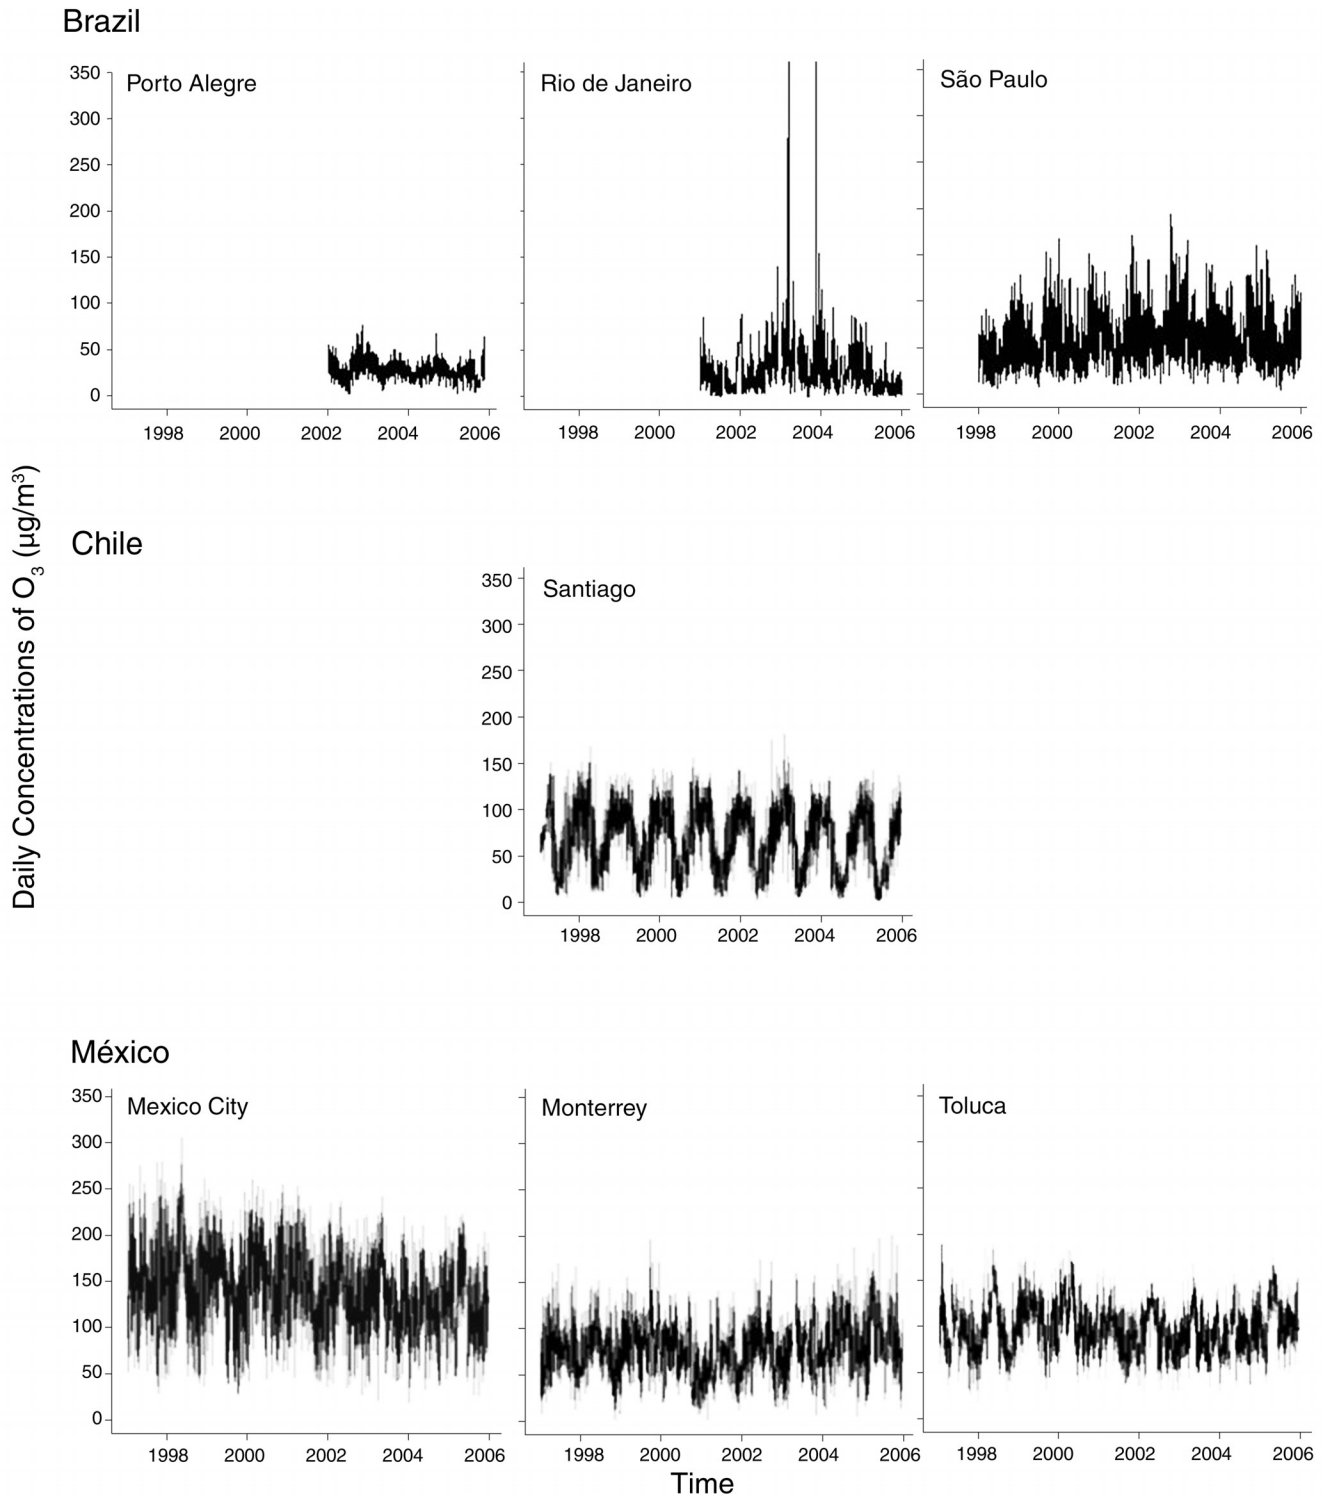 Brazil
Porto Alegre
Rio de Janeiro
São Paulo
350
300
250
200
150
100
50
0
1998 2000 2002 2004 2006
1998 2000 2002 2004 2006
1998 2000 2002 2004 2006
Daily Concentrations of O3 (µg/m3)
Chile
Santiago
350
300
250
200
150
100
50
0
1998 2000 2002 2004 2006
México
Mexico City
Monterrey
Toluca
350
300
250
200
150
100
50
0
1998 2000 2002 2004 2006
1998 2000 2002 2004 2006
1998 2000 2002 2004 2006
Time